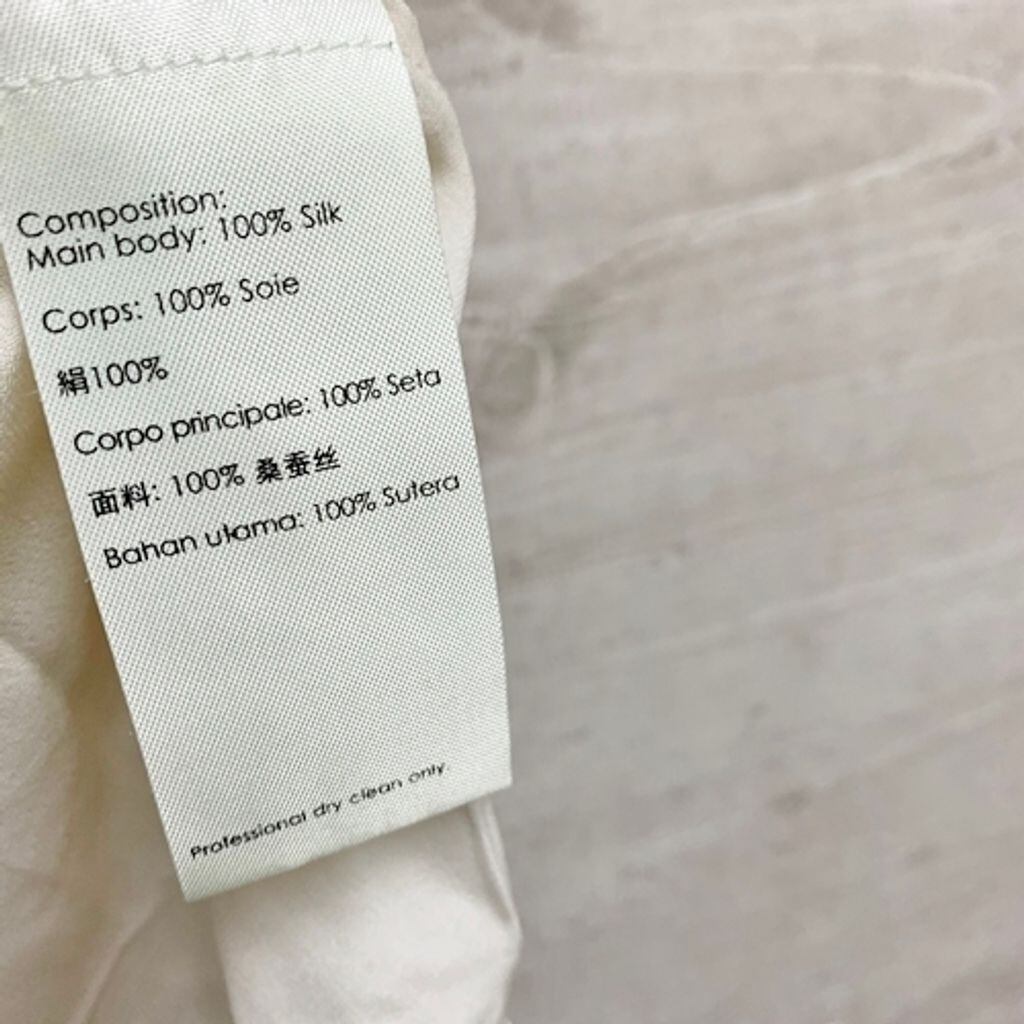 Composition:
Main body: 100% Silk
Corps: 100% Soie
絹100%
Corpo principale: 100% Seta
面料: 100% 桑蚕丝
Bahan utama: 100% Sutera
Professional dry clean only.